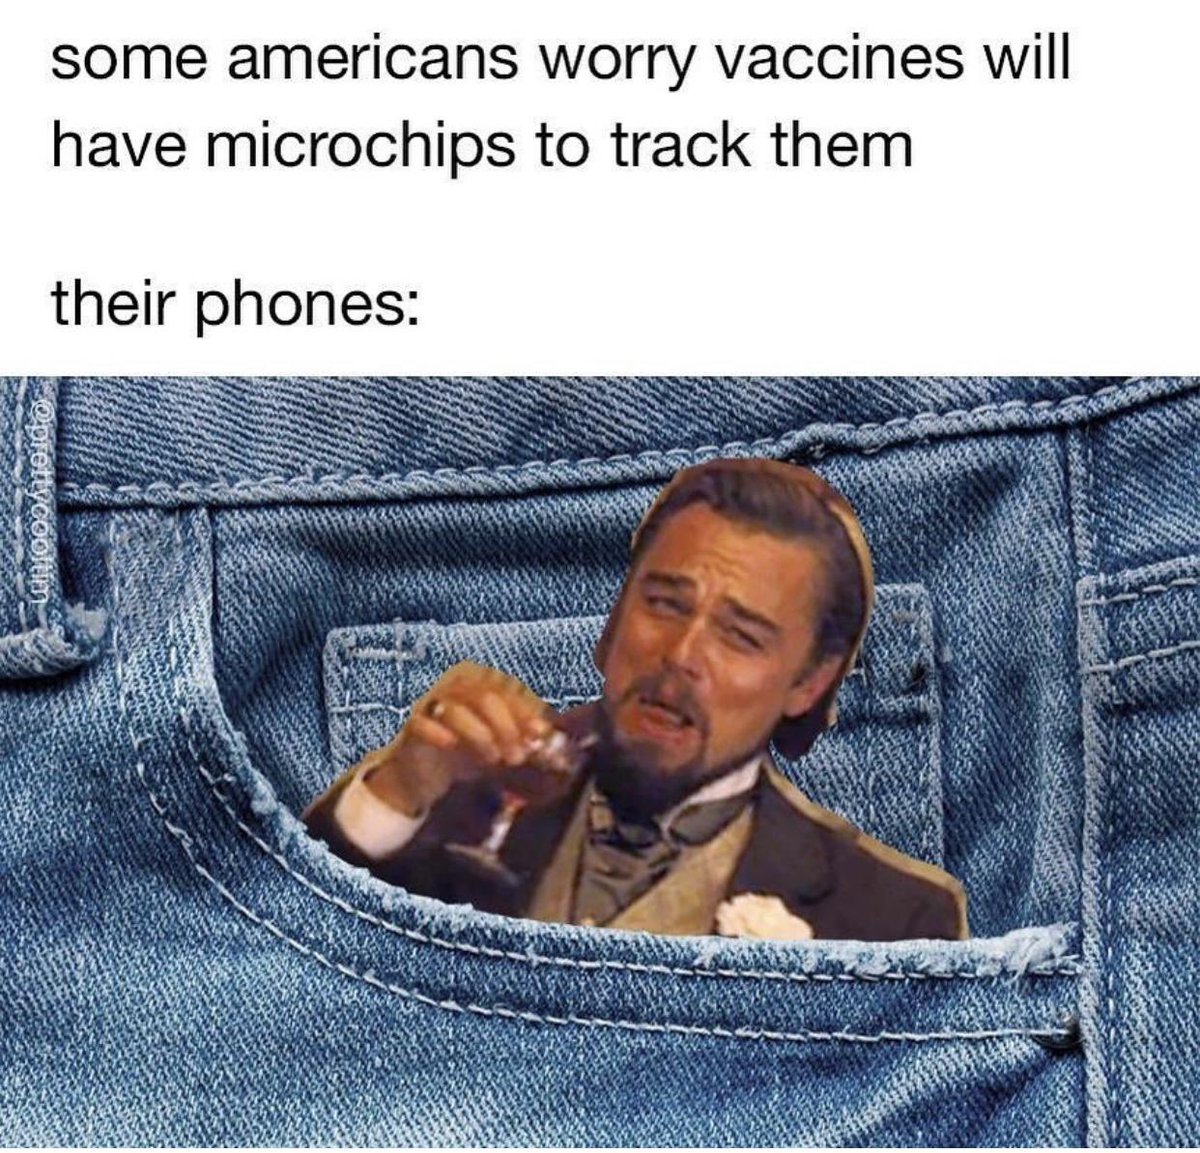 some americans worry vaccines will
have microchips to track them
their phones: